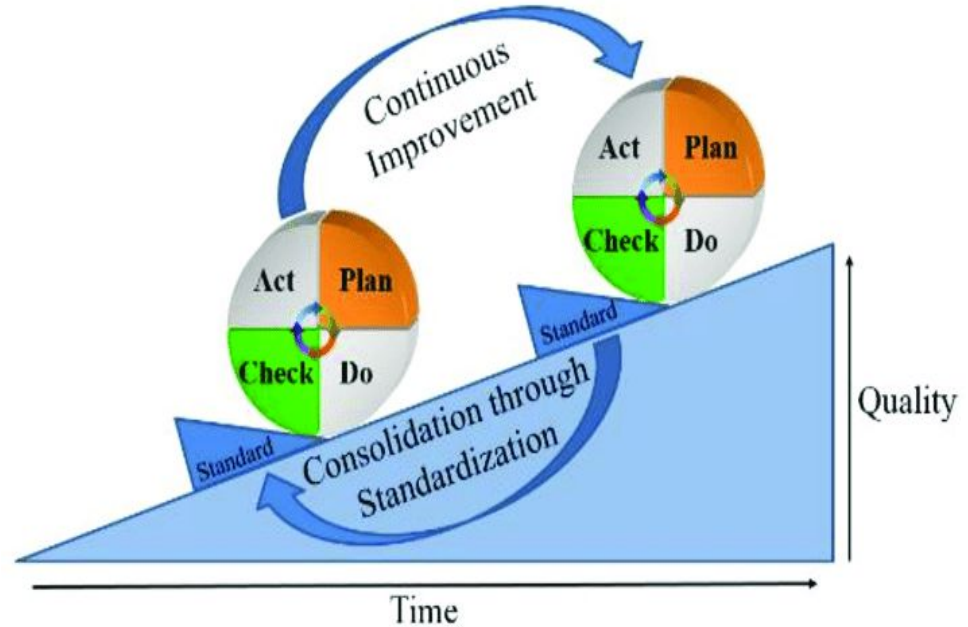 Continuous
Improvement
Act
Plan
Check
Do
Standard
Act
Plan
Check
Do
Standard
Consolidation through
Standardization
Quality
Time